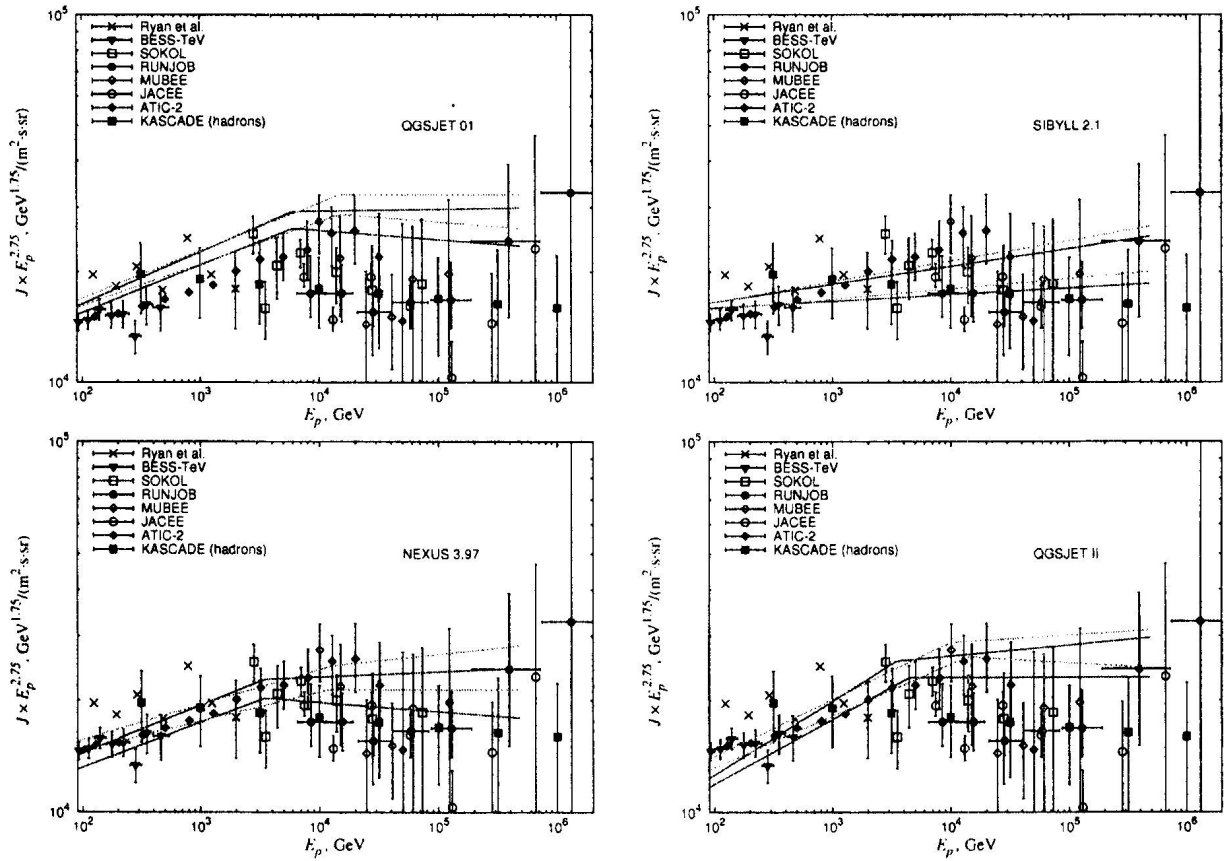 10^5
Ryan et al.
BESS-TeV
SOKOL
RUNJOB
MUBEE
JACEE
ATIC-2
KASCADE (hadrons)
QGSJET 01
J × E_p^2.75, GeV^1.75/(m^2·s·sr)
10^4
10^2 10^3 10^4 10^5 10^6
E_p, GeV
10^5
Ryan et al.
BESS-TeV
SOKOL
RUNJOB
MUBEE
JACEE
ATIC-2
KASCADE (hadrons)
SIBYLL 2.1
J × E_p^2.75, GeV^1.75/(m^2·s·sr)
10^4
10^2 10^3 10^4 10^5 10^6
E_p, GeV
10^5
Ryan et al.
BESS-TeV
SOKOL
RUNJOB
MUBEE
JACEE
ATIC-2
KASCADE (hadrons)
NEXUS 3.97
J × E_p^2.75, GeV^1.75/(m^2·s·sr)
10^4
10^2 10^3 10^4 10^5 10^6
E_p, GeV
10^5
Ryan et al.
BESS-TeV
SOKOL
RUNJOB
MUBEE
JACEE
ATIC-2
KASCADE (hadrons)
QGSJET II
J × E_p^2.75, GeV^1.75/(m^2·s·sr)
10^4
10^2 10^3 10^4 10^5 10^6
E_p, GeV